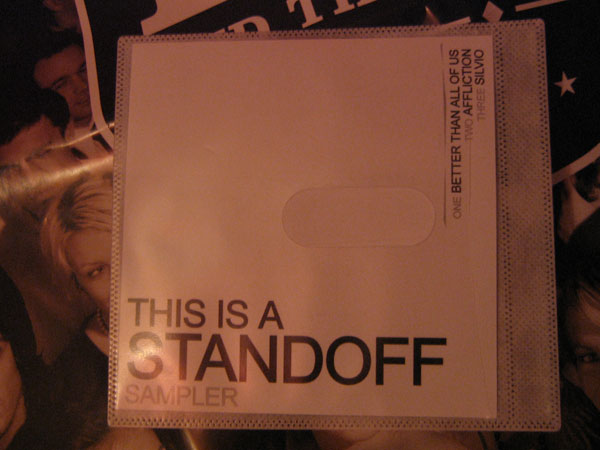 THIS IS A
STANDOFF
SAMPLER
ONE BETTER THAN ALL OF US
TWO AFFLICTION
THREE SILVIO